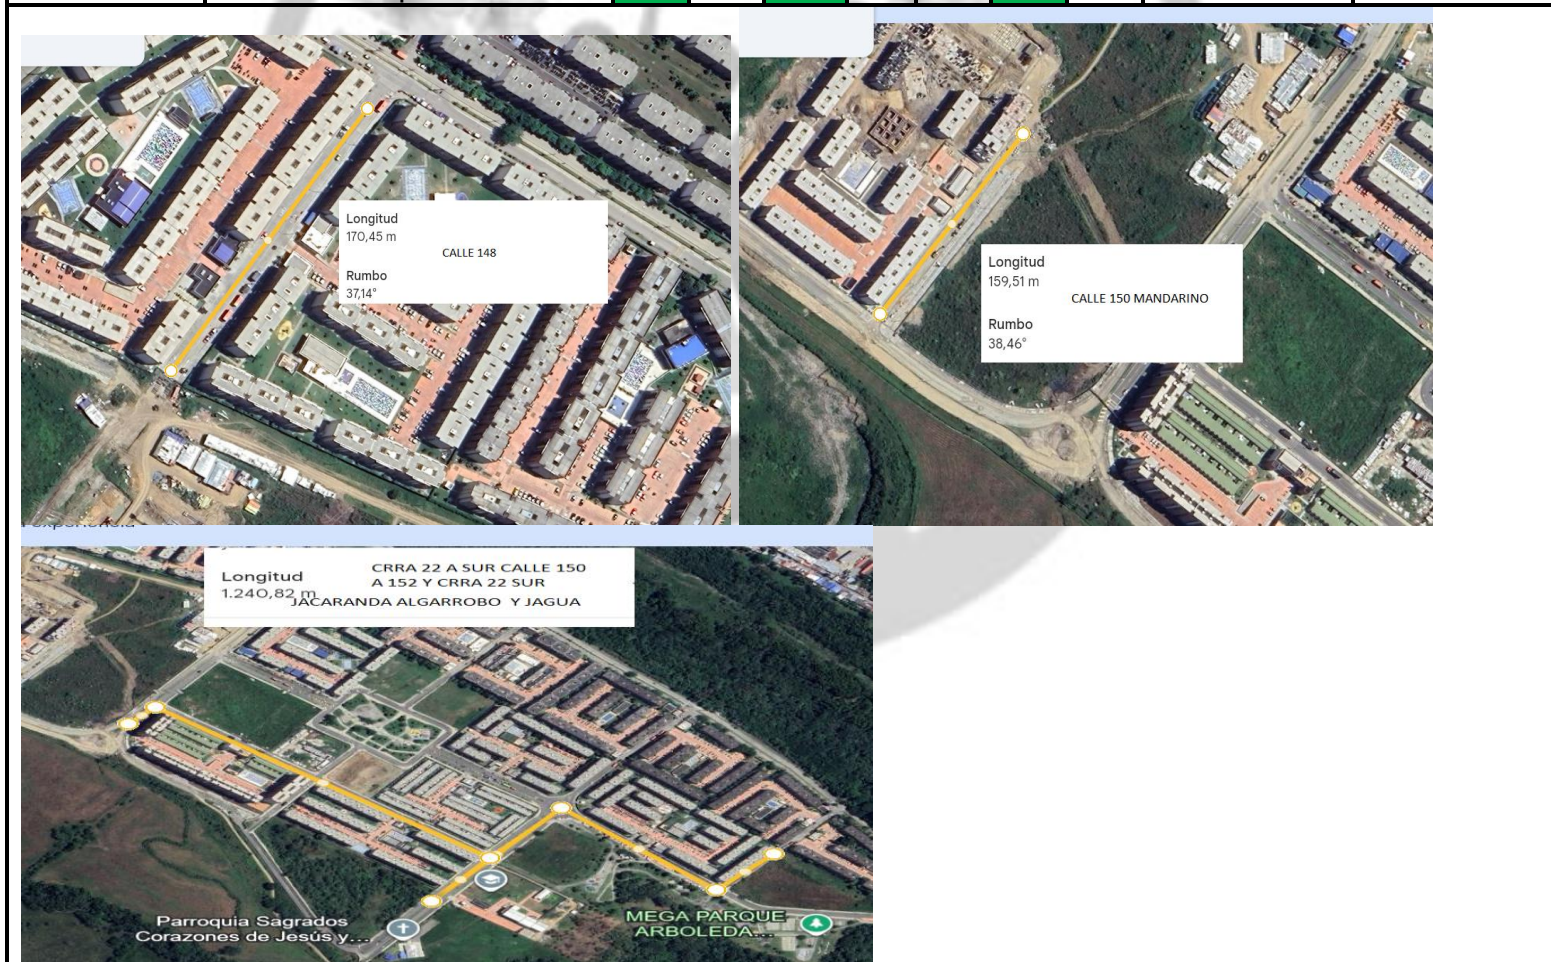 Longitud
170,45 m
CALLE 148
Rumbo
37,14°
Longitud
159,51 m
CALLE 150 MANDARINO
Rumbo
38,46°
Longitud
1.240,82 m
CRRA 22 A SUR CALLE 150
A 152 Y CRRA 22 SUR
JACARANDA ALGARROBO Y JAGUA
Parroquia Sagrados
Corazones de Jesús y...
MEGA PARQUE
ARBOLEDA...